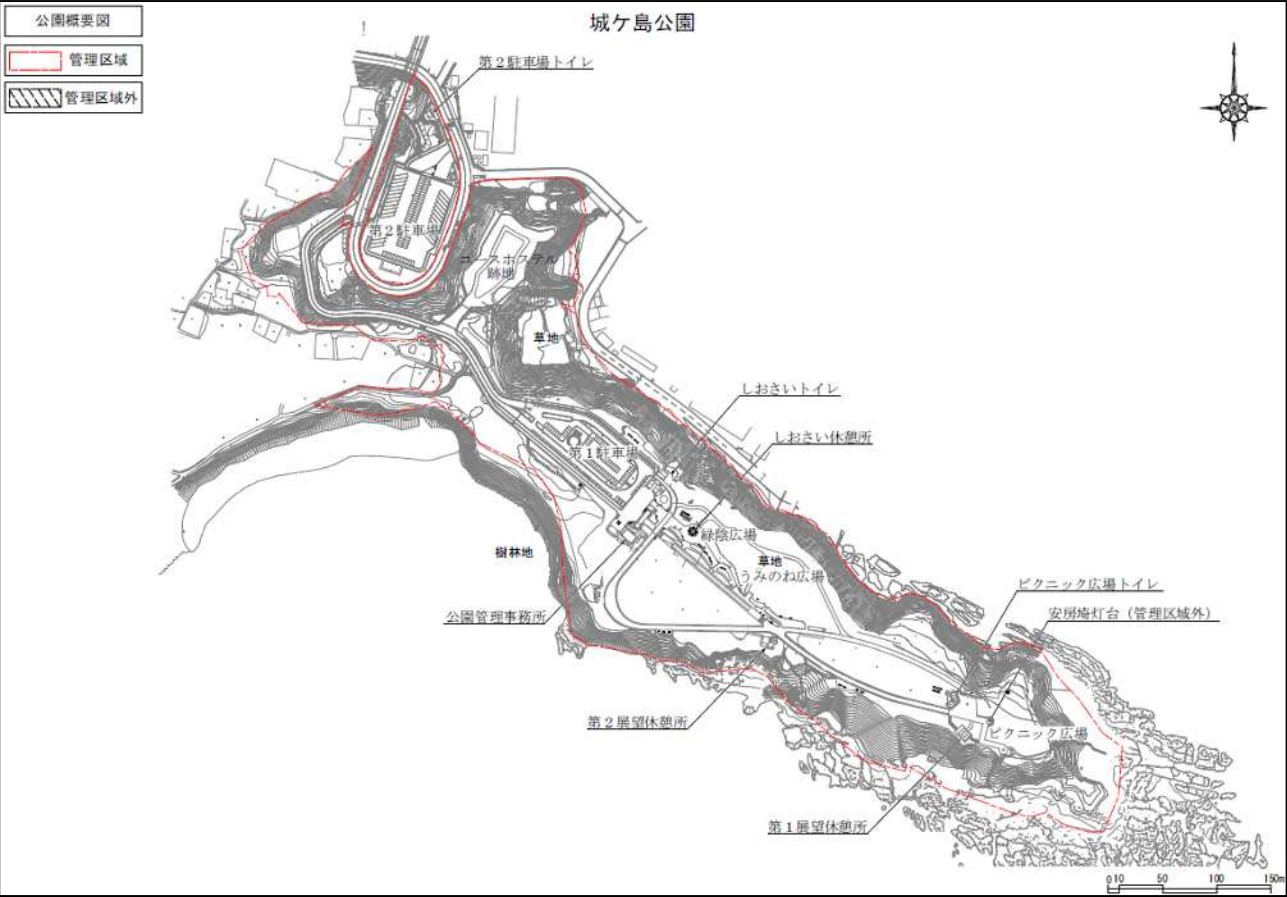 公園概要図
城ケ島公園
管理区域
管理区域外
第2駐車場トイレ
第2駐車場
ユースホステル
跡地
草地
しおさいトイレ
しおさい休憩所
第1駐車場
緑陰広場
樹林地
草地
うみのね広場
ピクニック広場トイレ
公園管理事務所
安房埼灯台（管理区域外）
第2展望休憩所
ピクニック広場
第1展望休憩所
0 10 50 100 150m